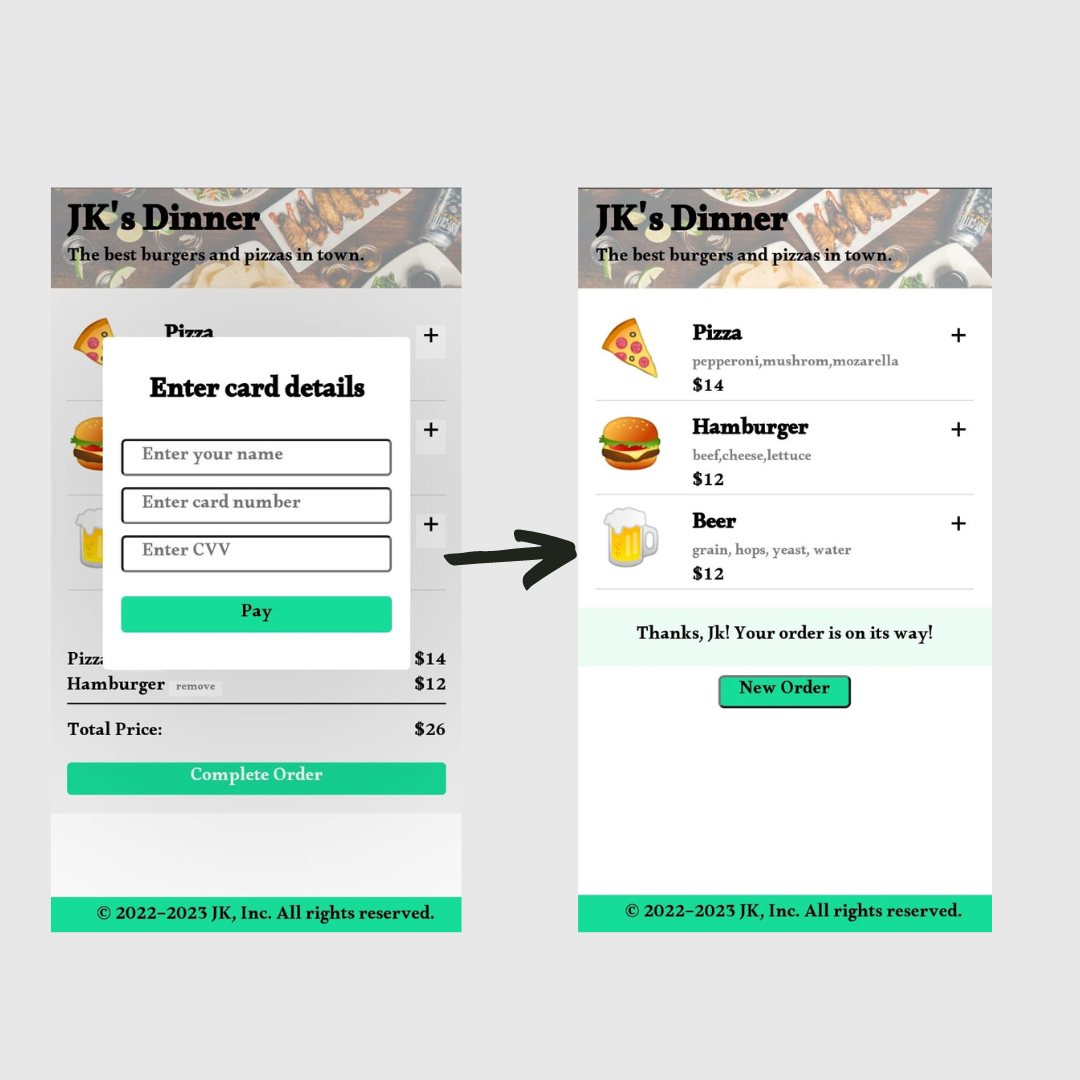 JK's Dinner
The best burgers and pizzas in town.
Pizza
+
+
+
Enter card details
Enter your name
Enter card number
Enter CVV
Pay
Pizza $14
Hamburger remove $12
Total Price: $26
Complete Order
© 2022-2023 JK, Inc. All rights reserved.
JK's Dinner
The best burgers and pizzas in town.
Pizza +
pepperoni,mushrom,mozarella
$14
Hamburger +
beef,cheese,lettuce
$12
Beer +
grain, hops, yeast, water
$12
Thanks, Jk! Your order is on its way!
New Order
© 2022-2023 JK, Inc. All rights reserved.